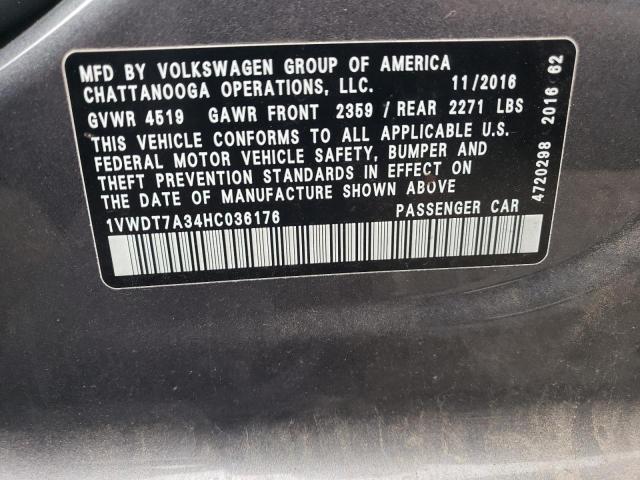 MFD BY VOLKSWAGEN GROUP OF AMERICA
CHATTANOOGA OPERATIONS, LLC. 11/2016
GVWR 4519 GAWR FRONT 2359 / REAR 2271 LBS
THIS VEHICLE CONFORMS TO ALL APPLICABLE U.S.
FEDERAL MOTOR VEHICLE SAFETY, BUMPER AND
THEFT PREVENTION STANDARDS IN EFFECT ON
THE DATE OF MANUFACTURE SHOWN ABOVE
1VWDT7A34HC036176 PASSENGER CAR
4720298 2016 62